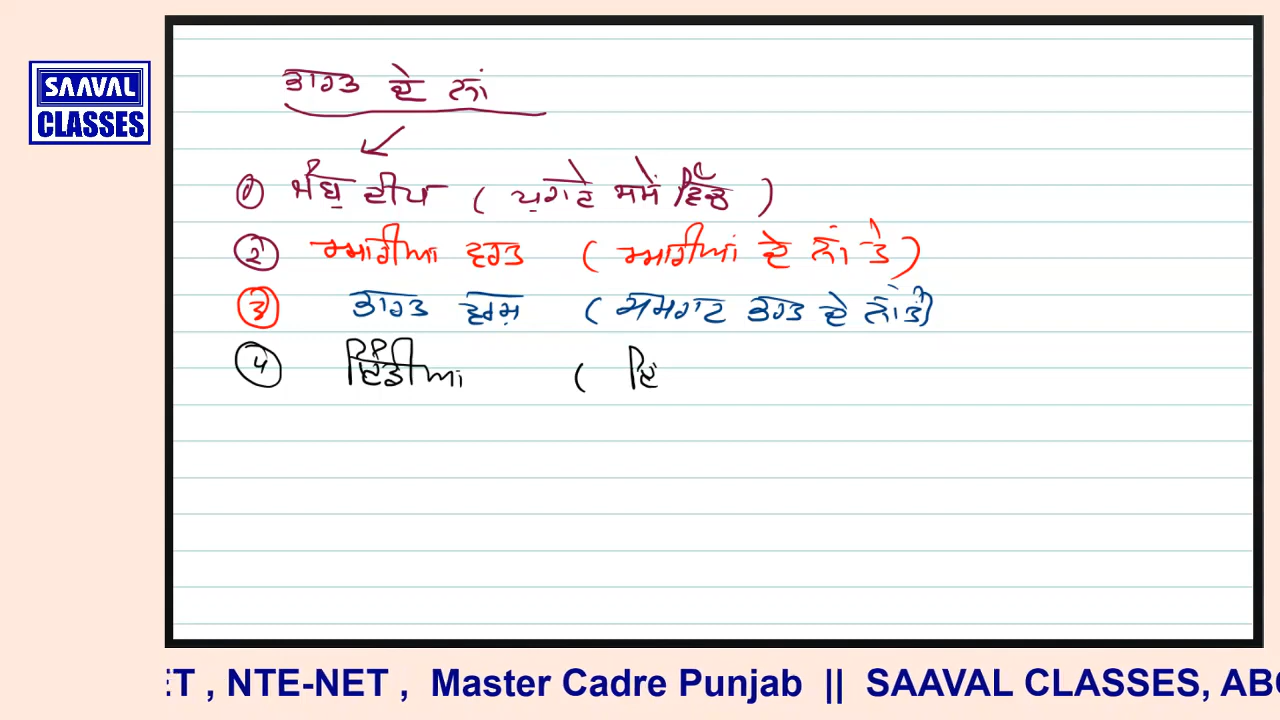 SAAVAL
CLASSES
ਭਾਰਤ ਦੇ ਨਾਂ
① ਜੰਬੂ ਦੀਪ ( ਪੁਰਾਣੇ ਸਮੇਂ ਵਿੱਚ )
② ਆਰੀਆ ਵਰਤ ( ਆਰੀਆਂ ਦੇ ਨਾਂ ਤੇ )
③ ਭਾਰਤ ਵਰਸ਼ ( ਸਮਰਾਟ ਭਰਤ ਦੇ ਨਾਂ ਤੇ )
④ ਇੰਡੀਆ ( ਇੰ
ET , NTE-NET , Master Cadre Punjab || SAAVAL CLASSES, ABO